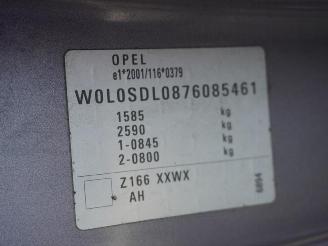 OPEL
e1*2001/116*0379
W0L0SDL0876085461
1585 kg
2590 kg
1-0845 kg
2-0800 kg
Z166 XXWX
AH